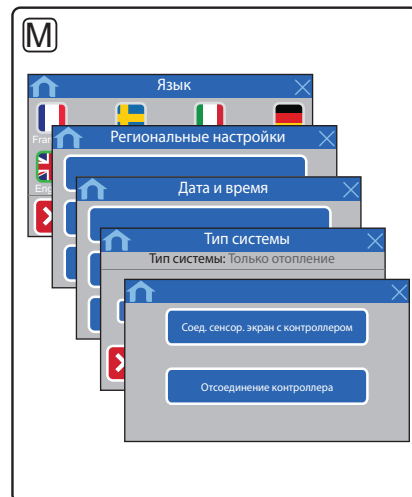 M
Язык
Fran
Региональные настройки
Eng
Дата и время
Тип системы
Тип системы: Только отопление
Соед. сенсор. экран с контроллером
Отсоединение контроллера